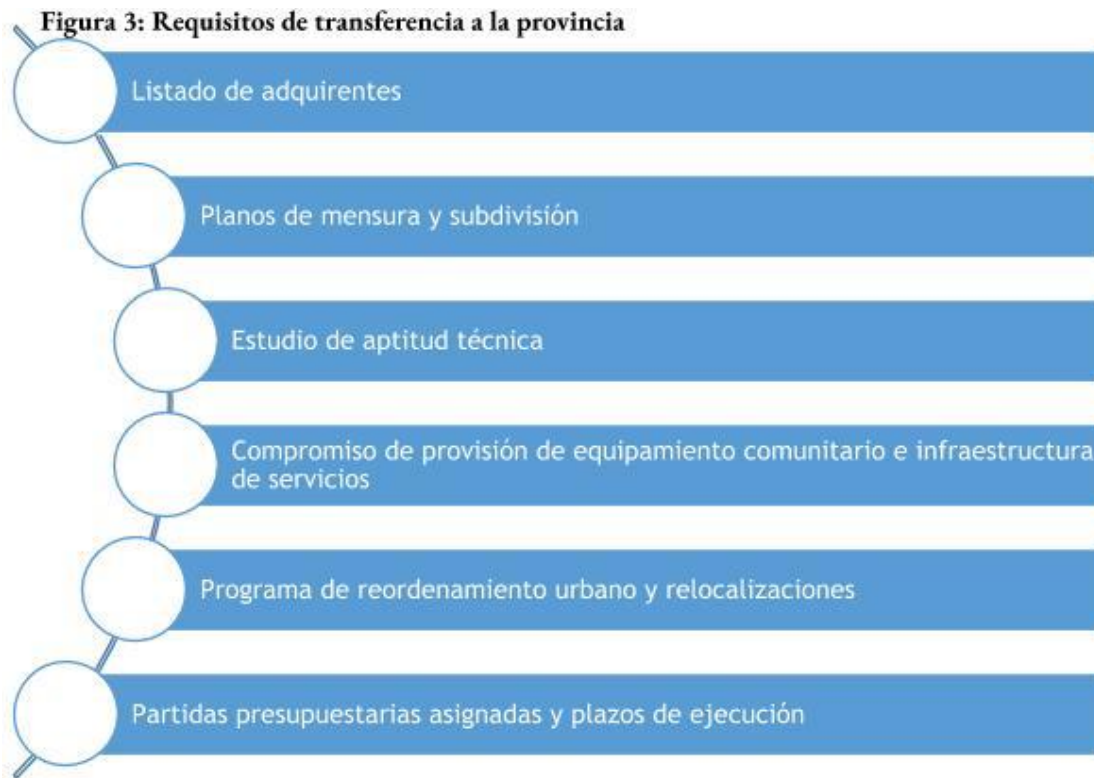 Figura 3: Requisitos de transferencia a la provincia
Listado de adquirentes
Planos de mensura y subdivisión
Estudio de aptitud técnica
Compromiso de provisión de equipamiento comunitario e infraestructura
de servicios
Programa de reordenamiento urbano y relocalizaciones
Partidas presupuestarias asignadas y plazos de ejecución